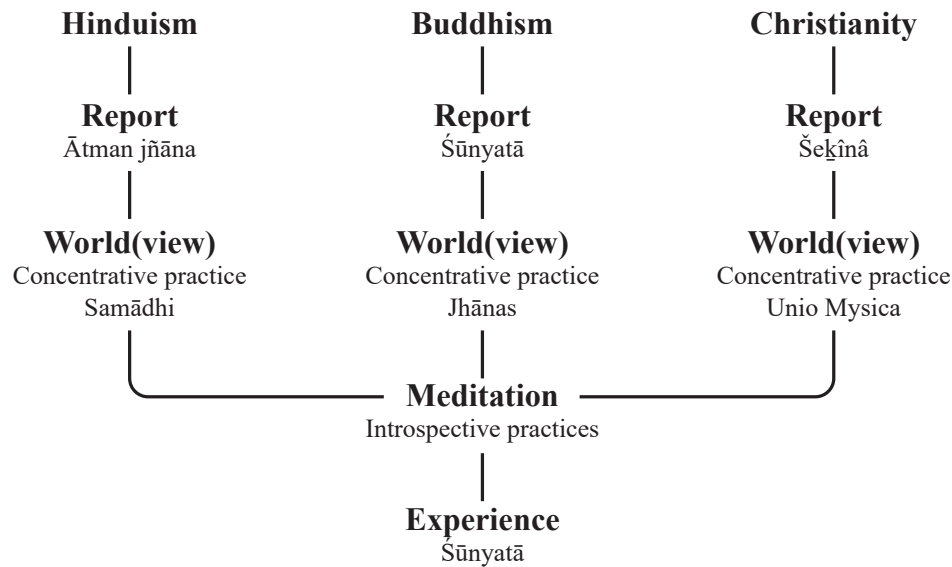 Hinduism Buddhism Christianity
Report Report Report
Ātman jñāna Śūnyatā Šeḵînâ
World(view) World(view) World(view)
Concentrative practice Concentrative practice Concentrative practice
Samādhi Jhānas Unio Mysica
Meditation
Introspective practices
Experience
Śūnyatā